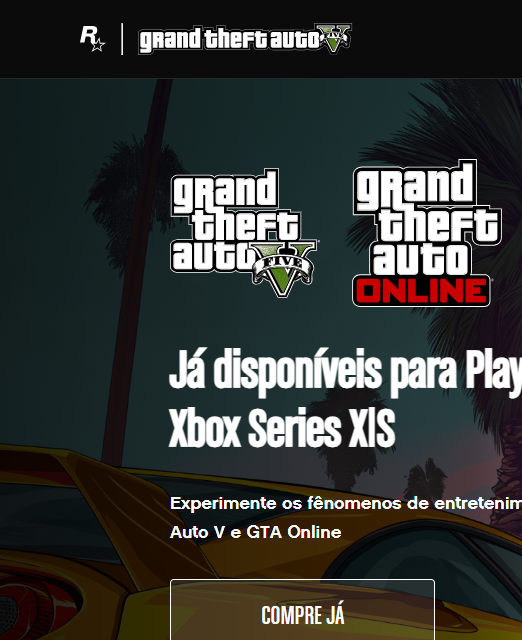 R
grand theft auto V
FIVE
grand
theft
auto V
FIVE
grand
theft
auto
ONLINE
Já disponíveis para Play
Xbox Series X|S
Experimente os fênomenos de entretenim
Auto V e GTA Online
COMPRE JÁ